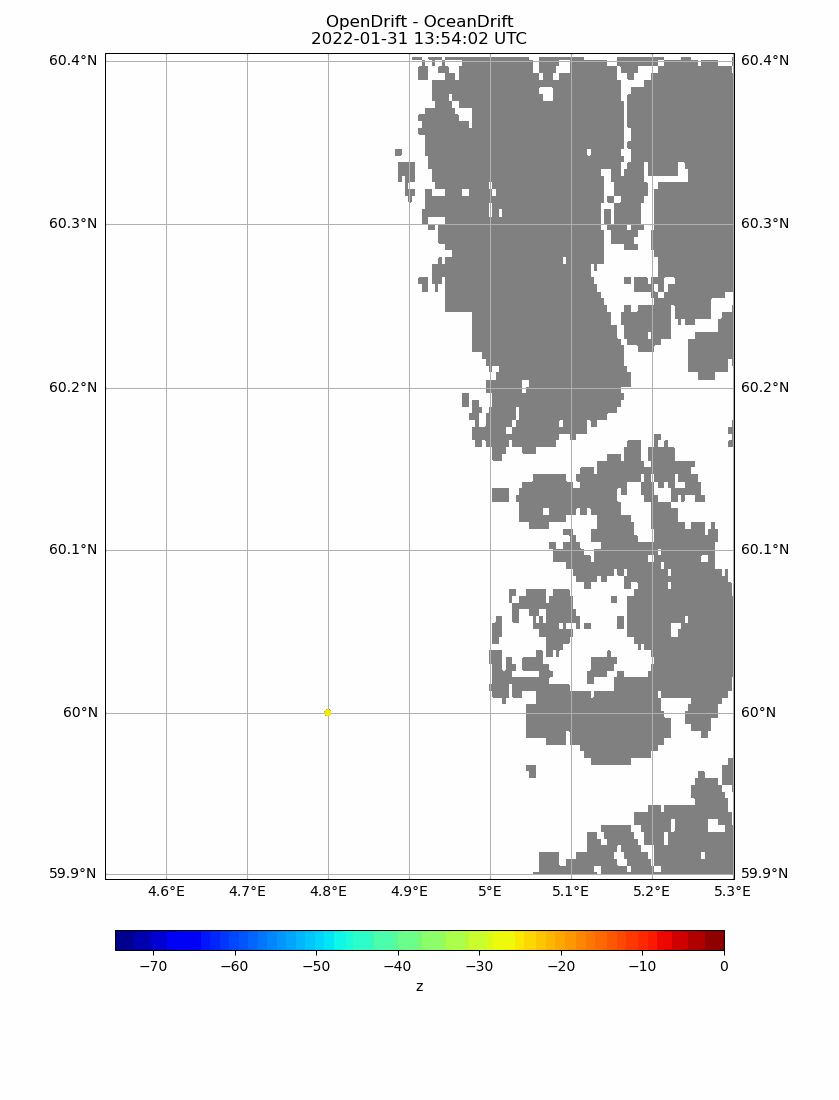 OpenDrift - OceanDrift
2022-01-31 13:54:02 UTC
60.4°N 60.4°N
60.3°N 60.3°N
60.2°N 60.2°N
60.1°N 60.1°N
60°N 60°N
59.9°N 59.9°N
4.6°E 4.7°E 4.8°E 4.9°E 5°E 5.1°E 5.2°E 5.3°E
−70 −60 −50 −40 −30 −20 −10 0
z